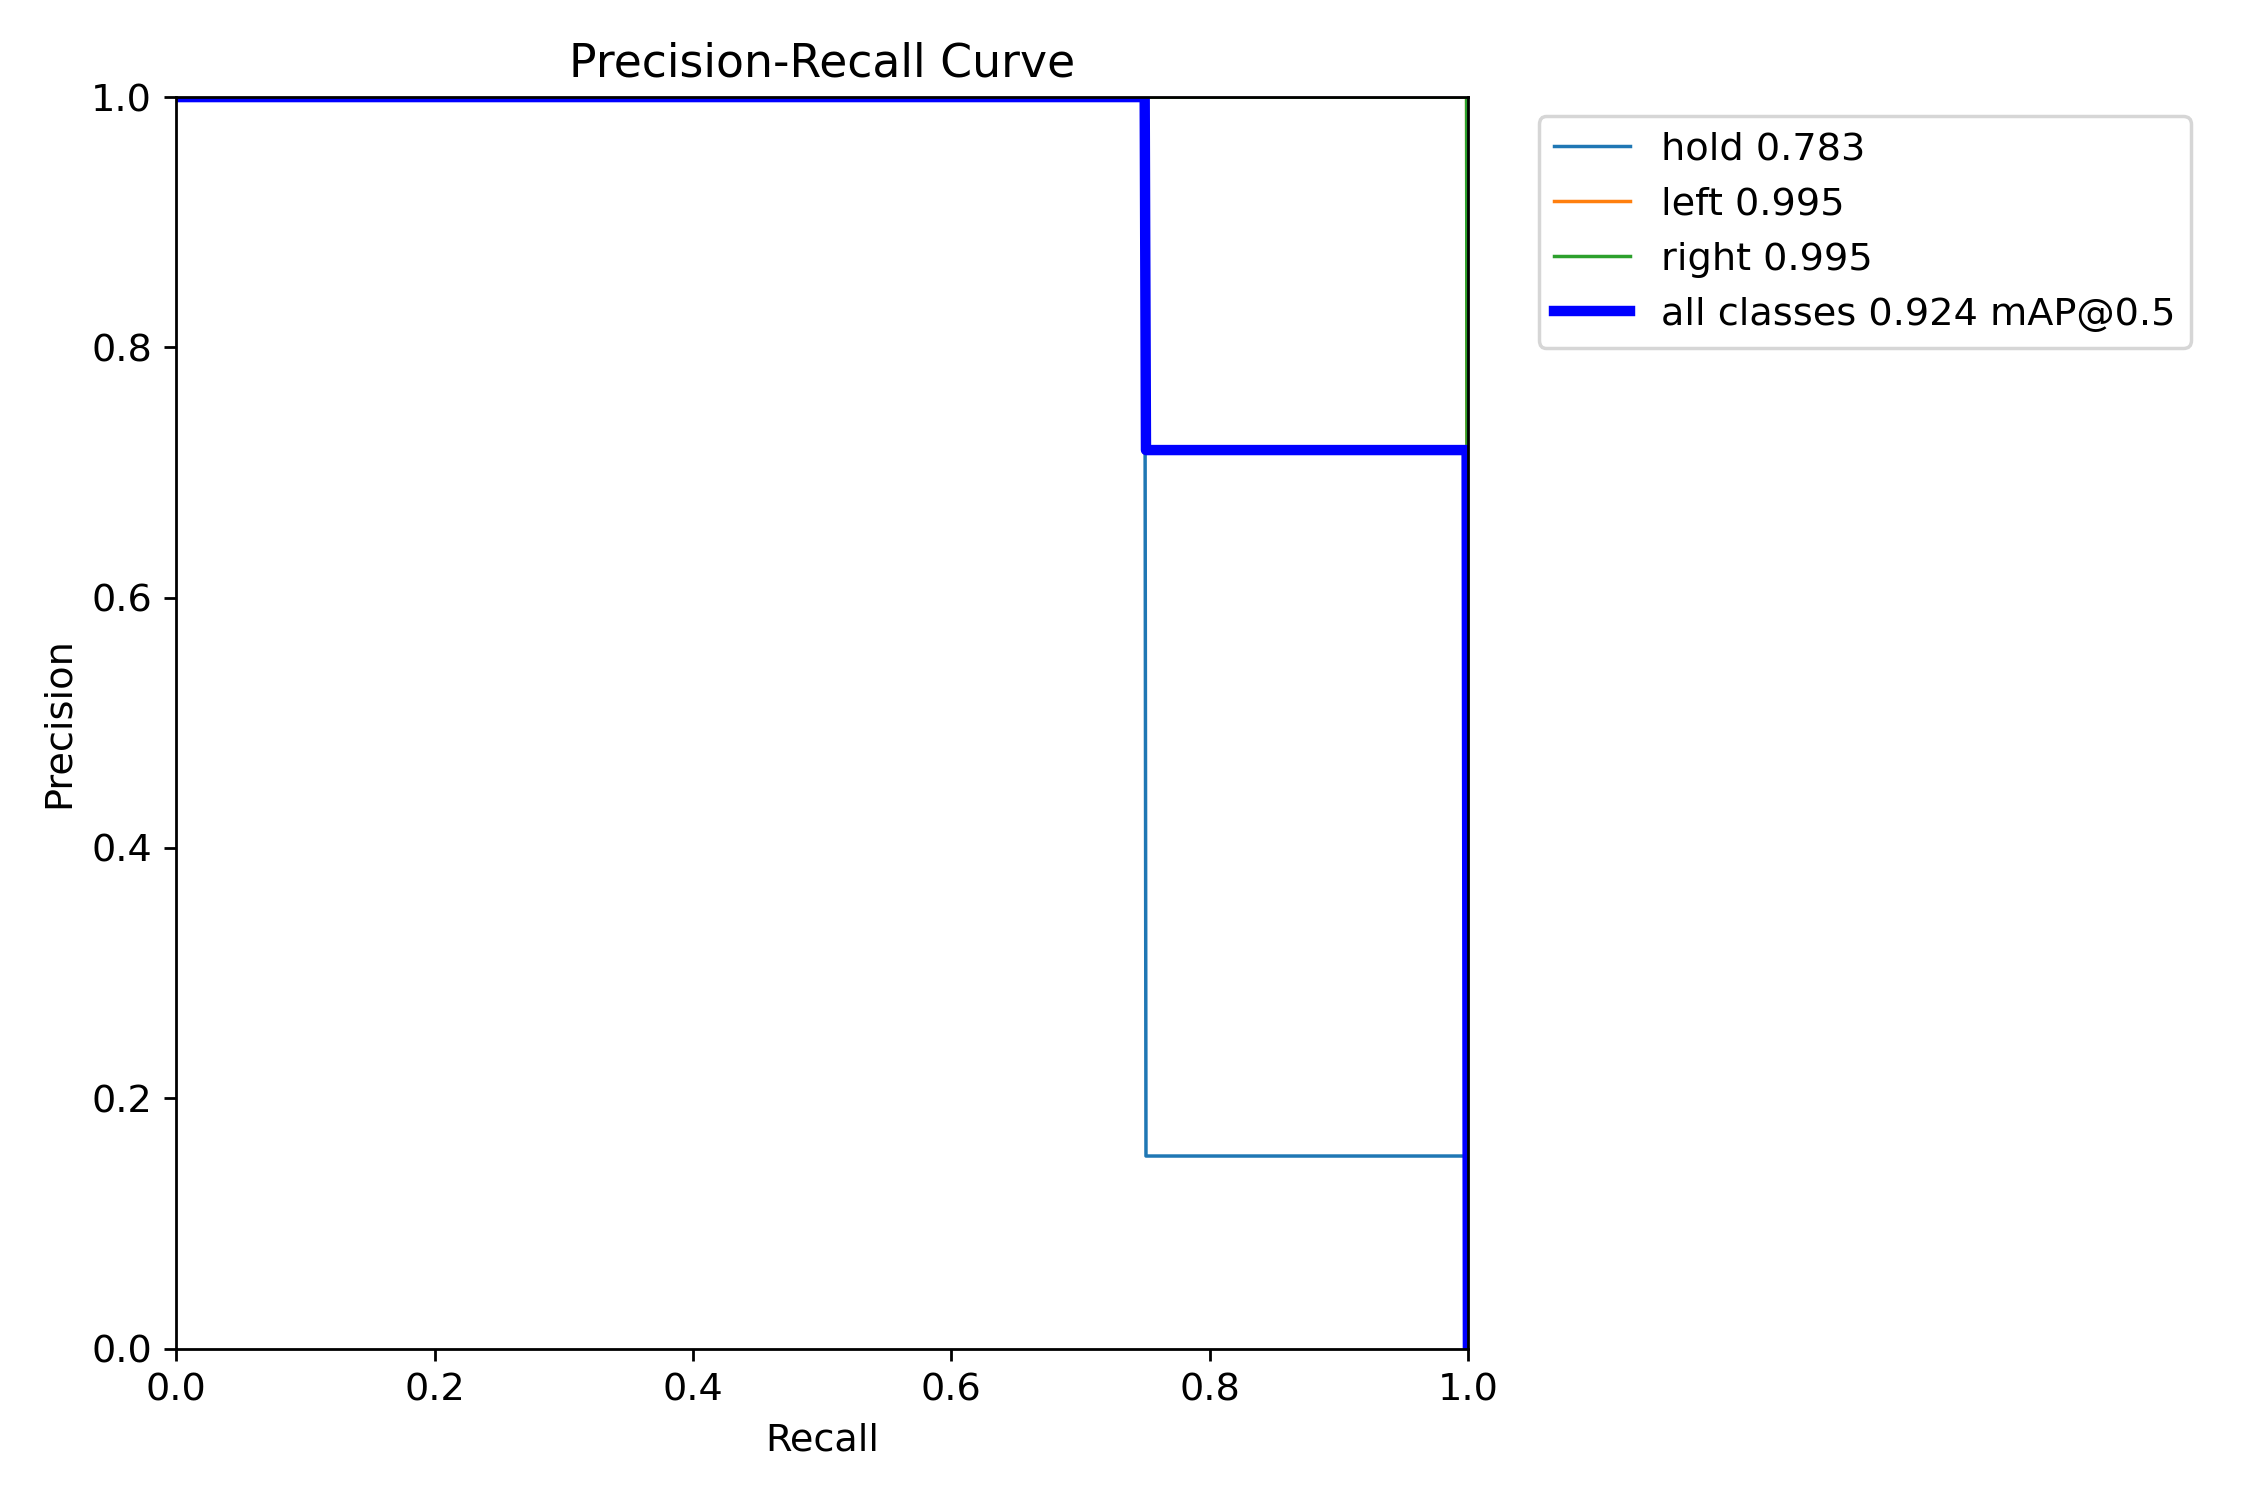 Precision-Recall Curve
hold 0.783
left 0.995
right 0.995
all classes 0.924 mAP@0.5
Precision
1.0
0.8
0.6
0.4
0.2
0.0
0.0 0.2 0.4 0.6 0.8 1.0
Recall